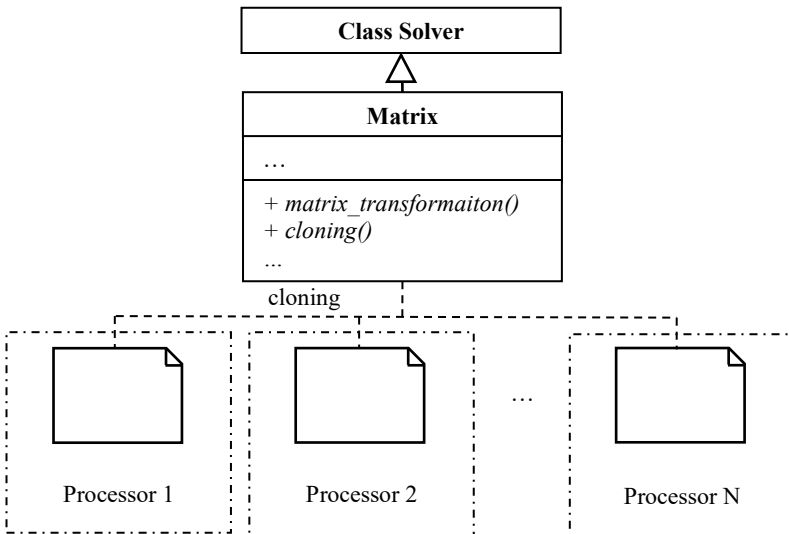 Class Solver
Matrix
…
+ matrix_transformaiton()
+ cloning()
...
cloning
…
Processor 1
Processor 2
Processor N